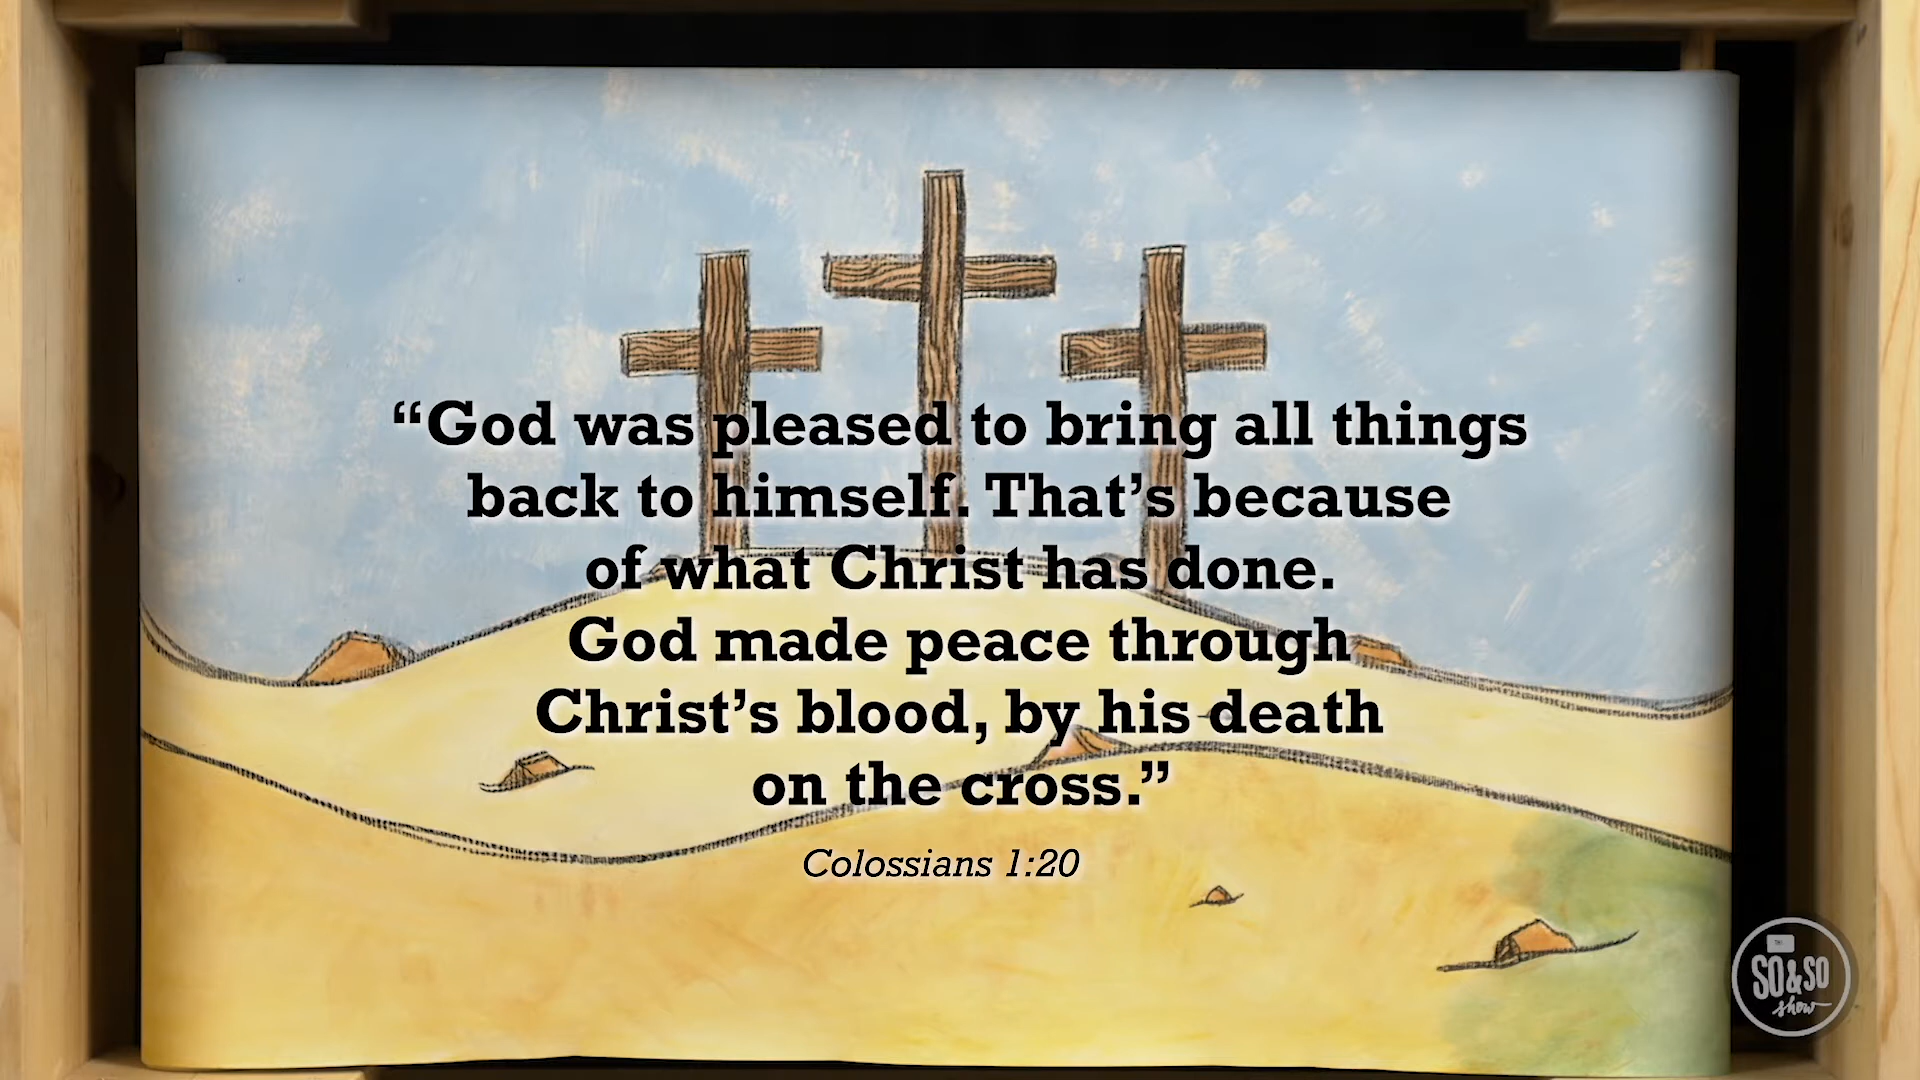 “God was pleased to bring all things
back to himself. That’s because
of what Christ has done.
God made peace through
Christ’s blood, by his death
on the cross.”
Colossians 1:20
SO & SO
show